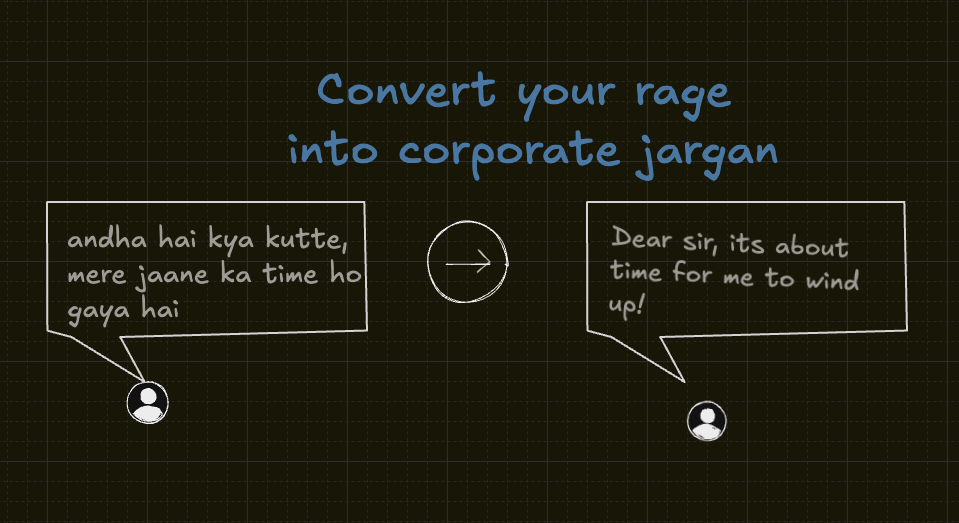 Convert your rage
into corporate jargan
andha hai kya kutte,
mere jaane ka time ho
gaya hai
Dear sir, its about
time for me to wind
up!